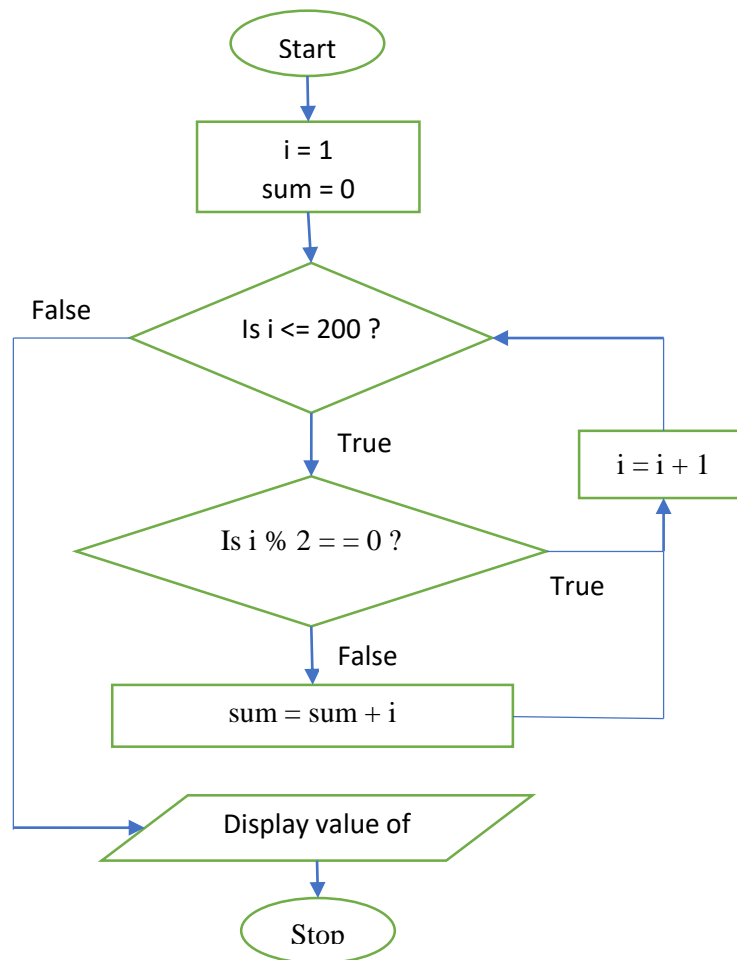 Start
i = 1
sum = 0
False
Is i <= 200 ?
True
i = i + 1
Is i % 2 = = 0 ?
True
False
sum = sum + i
Display value of
Stop